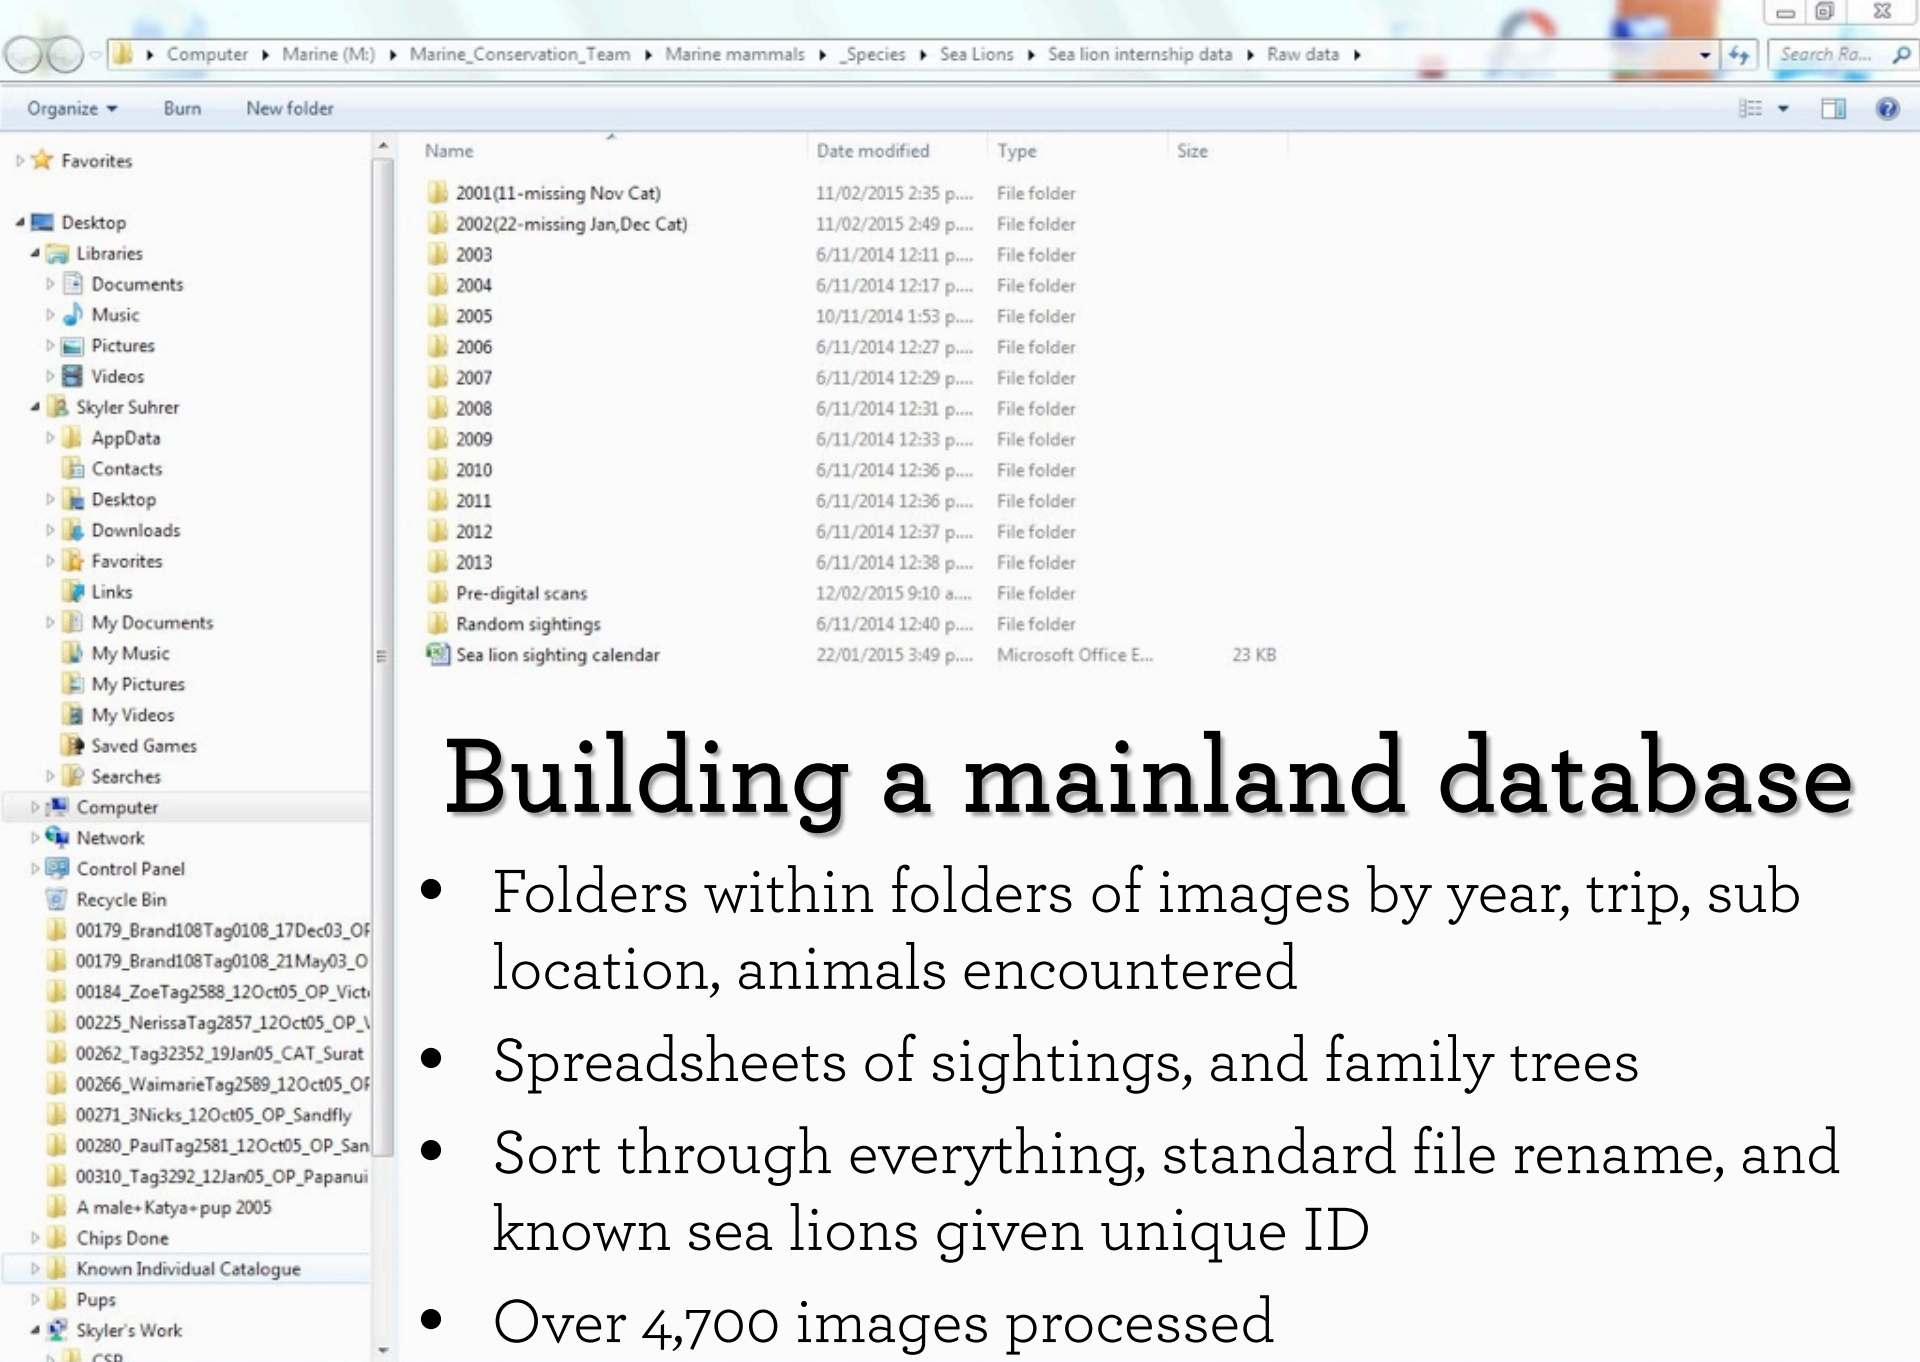 Computer Marine (M:) Marine_Conservation_Team Marine mammals _Species Sea Lions Sea lion internship data Raw data Search Ra...
Organize Burn New folder
Favorites
Desktop
Libraries
Documents
Music
Pictures
Videos
Skyler Suhrer
AppData
Contacts
Desktop
Downloads
Favorites
Links
My Documents
My Music
My Pictures
My Videos
Saved Games
Searches
Computer
Network
Control Panel
Recycle Bin
00179_Brand108Tag0108_17Dec03_OP
00179_Brand108Tag0108_21May03_O
00184_ZoeTag2588_12Oct05_OP_Victo
00225_NerissaTag2857_12Oct05_OP_V
00262_Tag32352_19Jan05_CAT_Surat
00266_WaimarieTag2589_12Oct05_OP
00271_3Nicks_12Oct05_OP_Sandfly
00280_PaulTag2581_12Oct05_OP_San
00310_Tag3292_12Jan05_OP_Papanui
A male+Katya+pup 2005
Chips Done
Known Individual Catalogue
Pups
Skyler's Work
CSP
Name Date modified Type Size
2001(11-missing Nov Cat) 11/02/2015 2:35 p.... File folder
2002(22-missing Jan,Dec Cat) 11/02/2015 2:49 p.... File folder
2003 6/11/2014 12:11 p.... File folder
2004 6/11/2014 12:17 p.... File folder
2005 10/11/2014 1:53 p.... File folder
2006 6/11/2014 12:27 p.... File folder
2007 6/11/2014 12:29 p.... File folder
2008 6/11/2014 12:31 p.... File folder
2009 6/11/2014 12:33 p.... File folder
2010 6/11/2014 12:36 p.... File folder
2011 6/11/2014 12:36 p.... File folder
2012 6/11/2014 12:37 p.... File folder
2013 6/11/2014 12:38 p.... File folder
Pre-digital scans 12/02/2015 9:10 a.... File folder
Random sightings 6/11/2014 12:40 p.... File folder
Sea lion sighting calendar 22/01/2015 3:49 p.... Microsoft Office E... 23 KB
Building a mainland database
• Folders within folders of images by year, trip, sub
location, animals encountered
• Spreadsheets of sightings, and family trees
• Sort through everything, standard file rename, and
known sea lions given unique ID
• Over 4,700 images processed